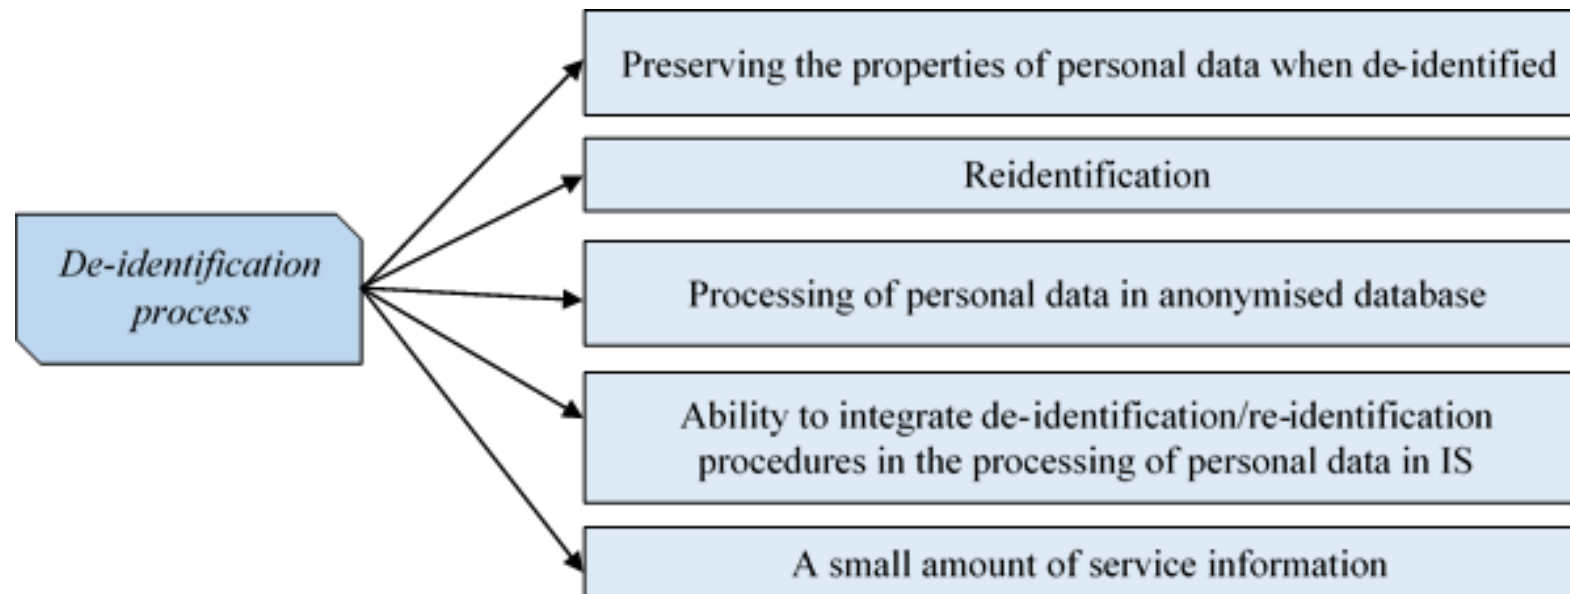 De-identification
process
Preserving the properties of personal data when de-identified
Reidentification
Processing of personal data in anonymised database
Ability to integrate de-identification/re-identification
procedures in the processing of personal data in IS
A small amount of service information